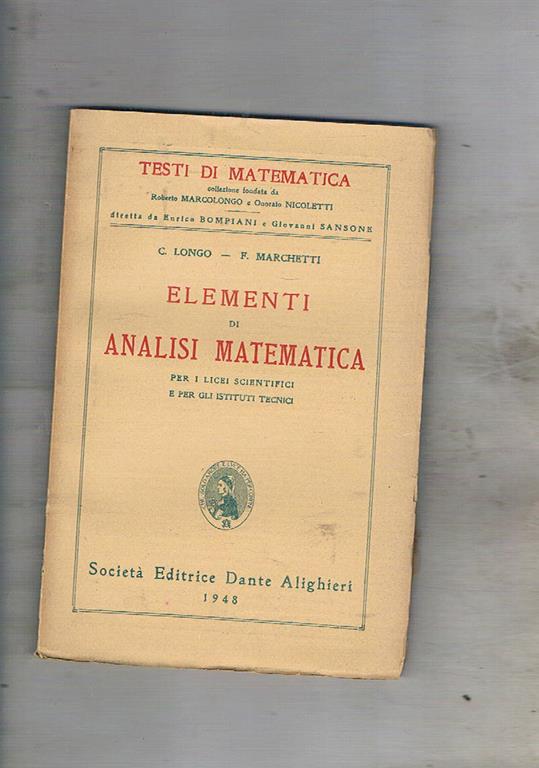 TESTI DI MATEMATICA
collezione fondata da
Roberto MARCOLONGO e Onorato NICOLETTI
diretta da Enrico BOMPIANI e Giovanni SANSONE
C. LONGO — F. MARCHETTI
ELEMENTI
DI
ANALISI MATEMATICA
PER I LICEI SCIENTIFICI
E PER GLI ISTITUTI TECNICI
Società Editrice Dante Alighieri
1948